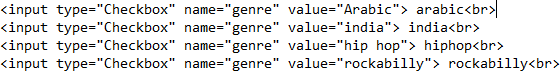 <input type="Checkbox" name="genre" value="Arabic"> arabic<br>
<input type="Checkbox" name="genre" value="india"> india<br>
<input type="Checkbox" name="genre" value="hip hop"> hiphop<br>
<input type="Checkbox" name="genre" value="rockabilly"> rockabilly<br>